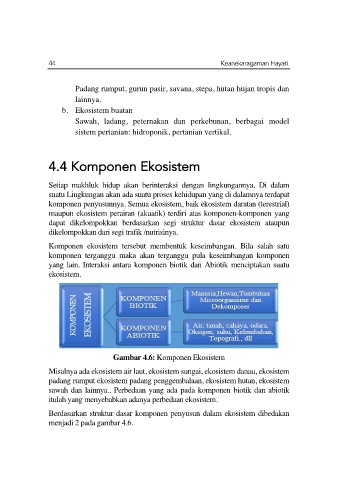 44 Keanekaragaman Hayati
Padang rumput, gurun pasir, savana, stepa, hutan hujan tropis dan
lainnya.
b. Ekosistem buatan
Sawah, ladang, peternakan dan perkebunan, berbagai model
sistem pertanian: hidroponik, pertanian vertikal.
4.4 Komponen Ekosistem
Setiap makhluk hidup akan berinteraksi dengan lingkungannya. Di dalam
suatu Lingkungan akan ada suatu proses kehidupan yang di dalamnya terdapat
komponen penyusunnya. Semua ekosistem, baik ekosistem daratan (terestrial)
maupun ekosistem perairan (akuatik) terdiri atas komponen-komponen yang
dapat dikelompokkan berdasarkan segi struktur dasar ekosistem ataupun
dikelompokkan dari segi trafik /nutrisinya.
Komponen ekosistem tersebut membentuk keseimbangan. Bila salah satu
komponen terganggu maka akan terganggu pula keseimbangan komponen
yang lain. Interaksi antara komponen biotik dan Abiotik menciptakan suatu
ekosistem.
KOMPONEN
EKOSISTEM
KOMPONEN
BIOTIK
Manusia,Hewan,Tumbuhan
Microorganisme dan
Dekomposer
KOMPONEN
ABIOTIK
Air, tanah, cahaya, udara,
Oksigen, suhu, Kelembaban,
Topografi., dll
Gambar 4.6: Komponen Ekosistem
Misalnya ada ekosistem air laut, ekosistem sungai, ekosistem danau, ekosistem
padang rumput ekosistem padang penggembalaan, ekosistem hutan, ekosistem
sawah dan lainnya.. Perbedaan yang ada pada komponen biotik dan abiotik
itulah yang menyebabkan adanya perbedaan ekosistem.
Berdasarkan struktur dasar komponen penyusun dalam ekosistem dibedakan
menjadi 2 pada gambar 4.6.